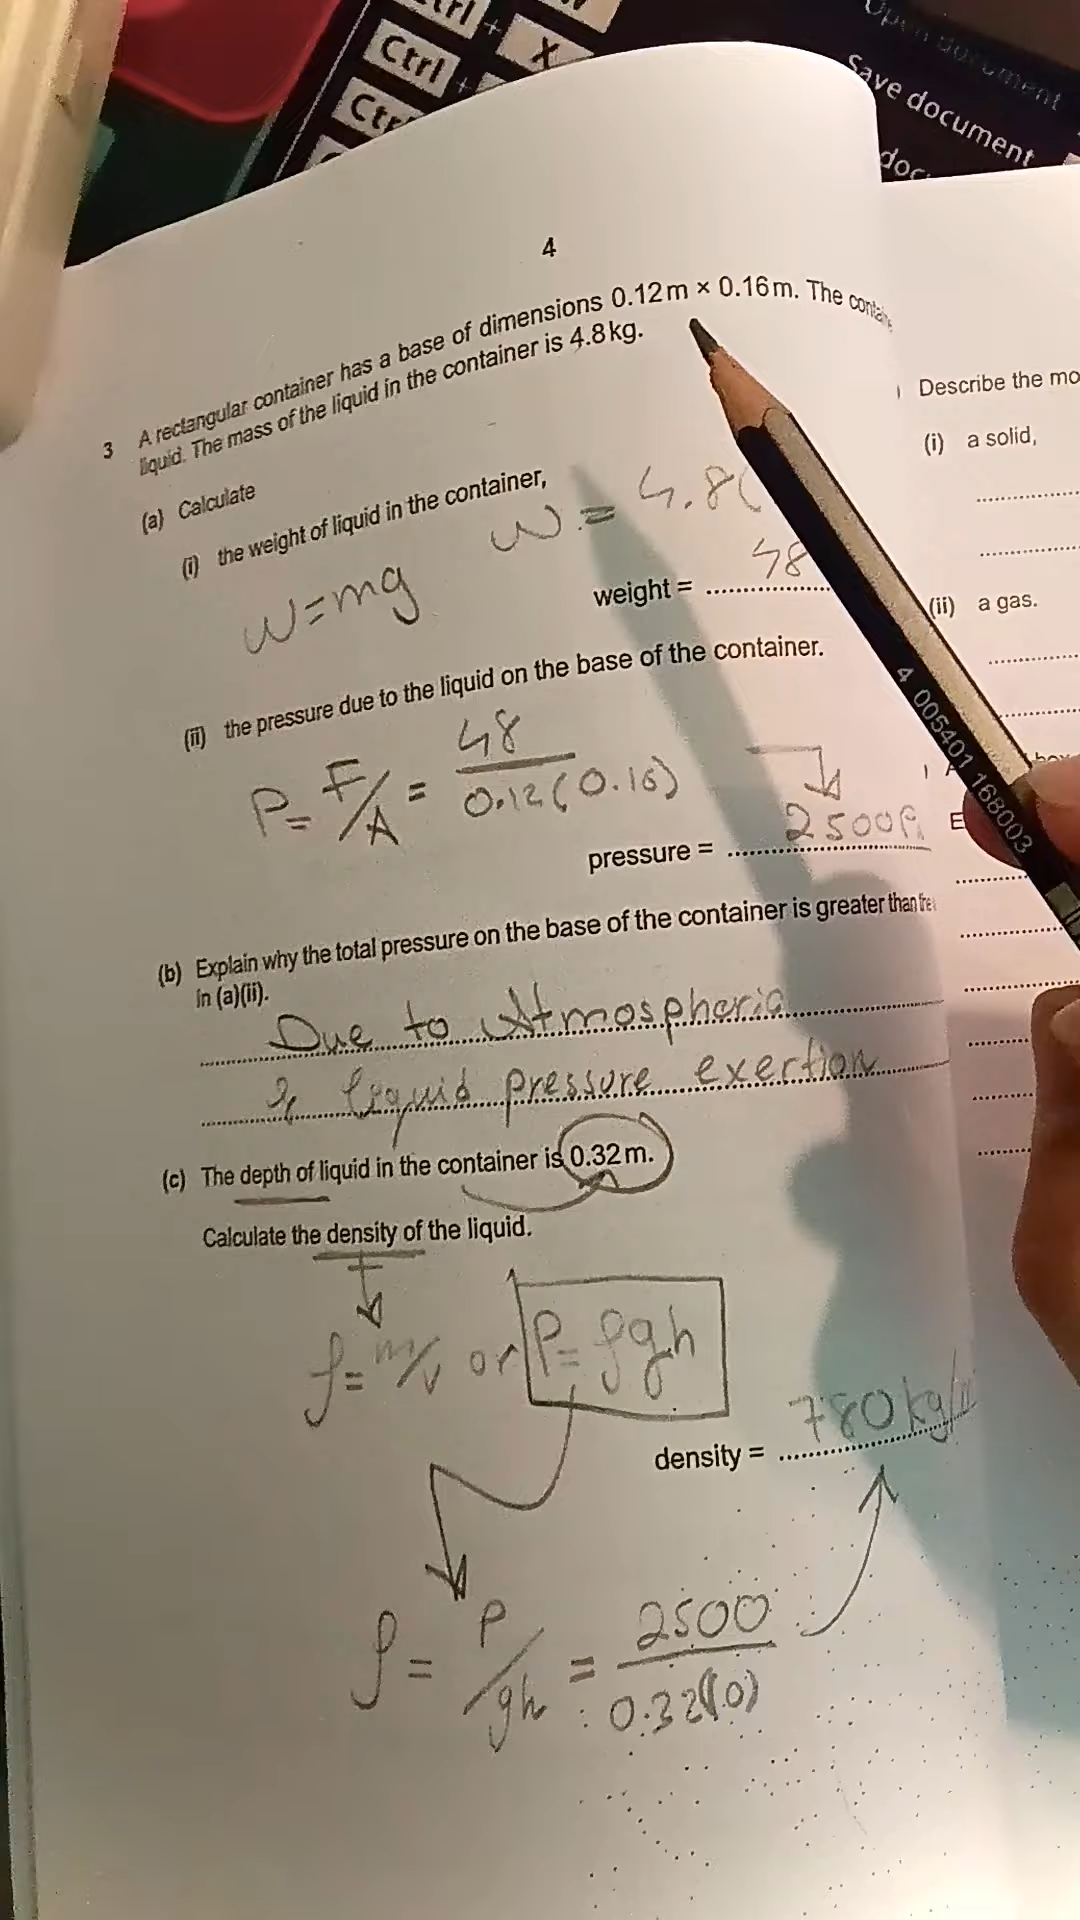 Ctrl + X
Ctrl +
Open document
Save document
4
3 A rectangular container has a base of dimensions 0.12 m × 0.16 m. The
liquid. The mass of the liquid in the container is 4.8 kg.
(a) Calculate
(i) the weight of liquid in the container,
W = 4.8(
W=mg
weight = 48
(ii) the pressure due to the liquid on the base of the container.
P = F/A = 48
0.12(0.16)
pressure = 2500
(b) Explain why the total pressure on the base of the container is greater than
in (a)(ii).
Due to Atmospheric
liquid pressure exertion
(c) The depth of liquid in the container is 0.32 m.
Calculate the density of the liquid.
ρ = m/v or P = ρgh
density = 780 kg/
ρ = P/gh = 2500
0.32(10)
Describe the
(i) a solid,
(ii) a gas.
4 005401 168003